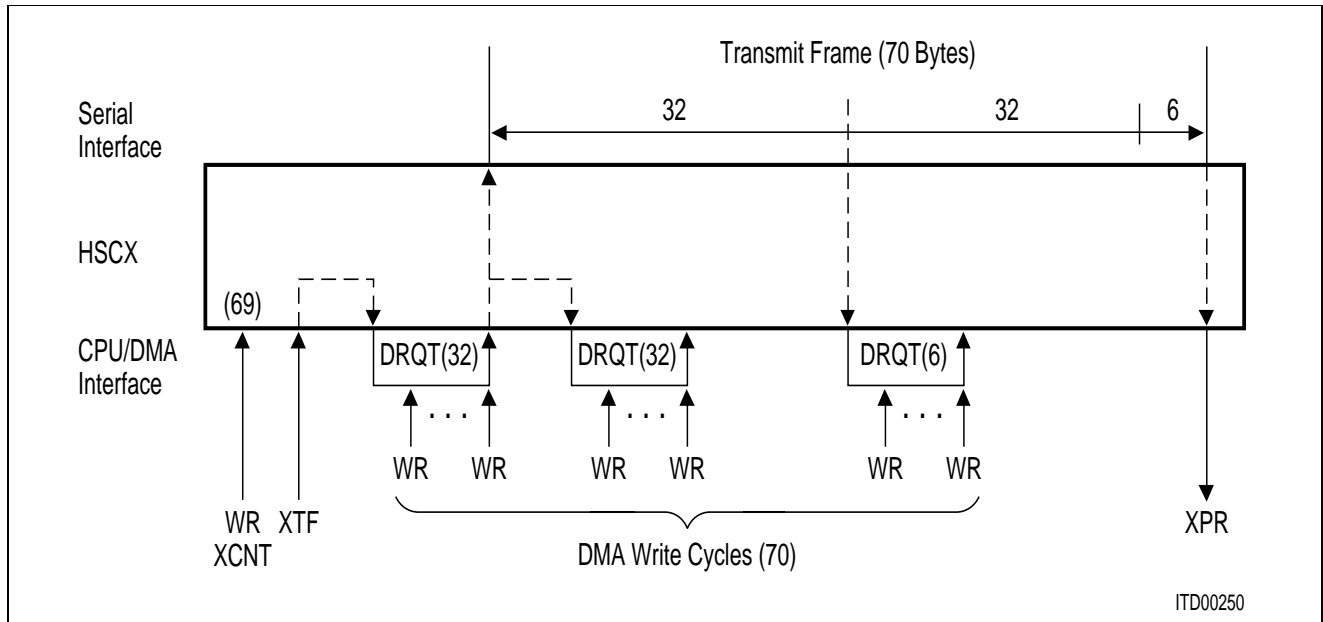 Transmit Frame (70 Bytes)
Serial
Interface
32
32
6
HSCX
(69)
CPU/DMA
Interface
DRQT(32)
DRQT(32)
DRQT(6)
. . .
. . .
. . .
WR
WR
WR
WR
WR
WR
WR
XCNT
XTF
DMA Write Cycles (70)
XPR
ITD00250